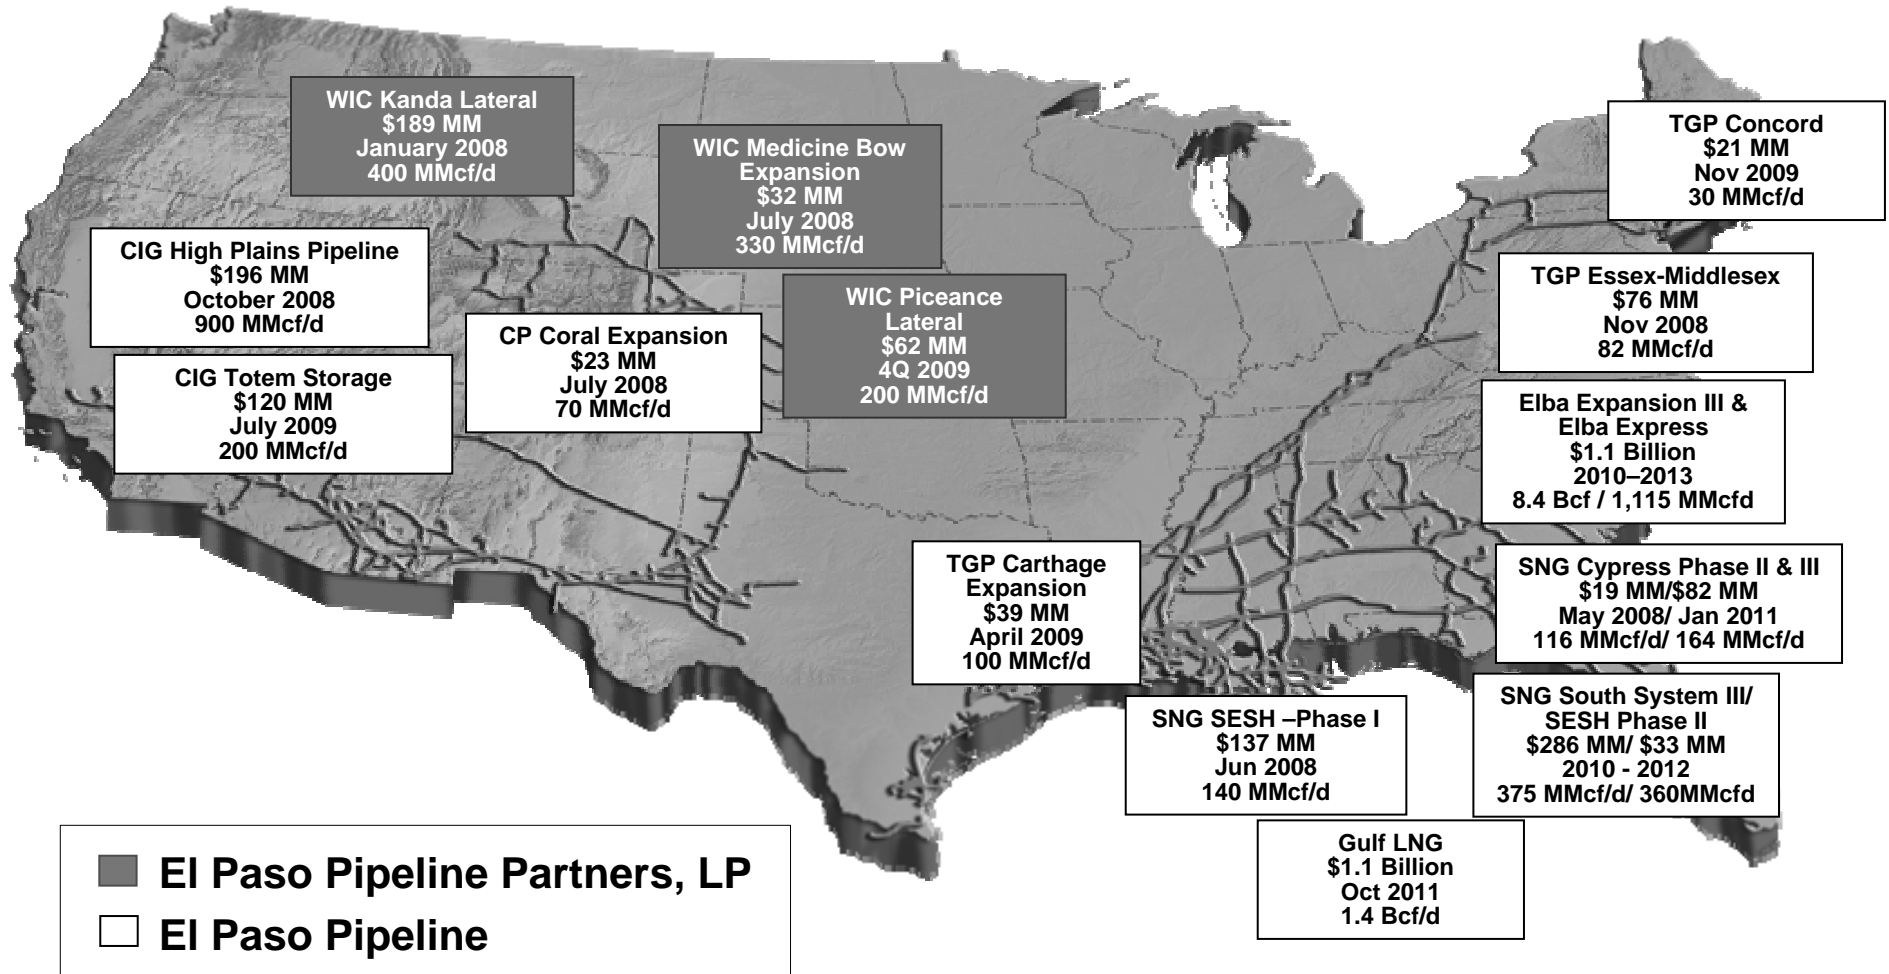 WIC Kanda Lateral
$189 MM
January 2008
400 MMcf/d
WIC Medicine Bow
Expansion
$32 MM
July 2008
330 MMcf/d
TGP Concord
$21 MM
Nov 2009
30 MMcf/d
CIG High Plains Pipeline
$196 MM
October 2008
900 MMcf/d
WIC Piceance
Lateral
$62 MM
4Q 2009
200 MMcf/d
TGP Essex-Middlesex
$76 MM
Nov 2008
82 MMcf/d
CP Coral Expansion
$23 MM
July 2008
70 MMcf/d
CIG Totem Storage
$120 MM
July 2009
200 MMcf/d
Elba Expansion III &
Elba Express
$1.1 Billion
2010–2013
8.4 Bcf / 1,115 MMcfd
TGP Carthage
Expansion
$39 MM
April 2009
100 MMcf/d
SNG Cypress Phase II & III
$19 MM/$82 MM
May 2008/ Jan 2011
116 MMcf/d/ 164 MMcf/d
SNG SESH –Phase I
$137 MM
Jun 2008
140 MMcf/d
SNG South System III/
SESH Phase II
$286 MM/ $33 MM
2010 - 2012
375 MMcf/d/ 360MMcfd
Gulf LNG
$1.1 Billion
Oct 2011
1.4 Bcf/d
El Paso Pipeline Partners, LP
El Paso Pipeline